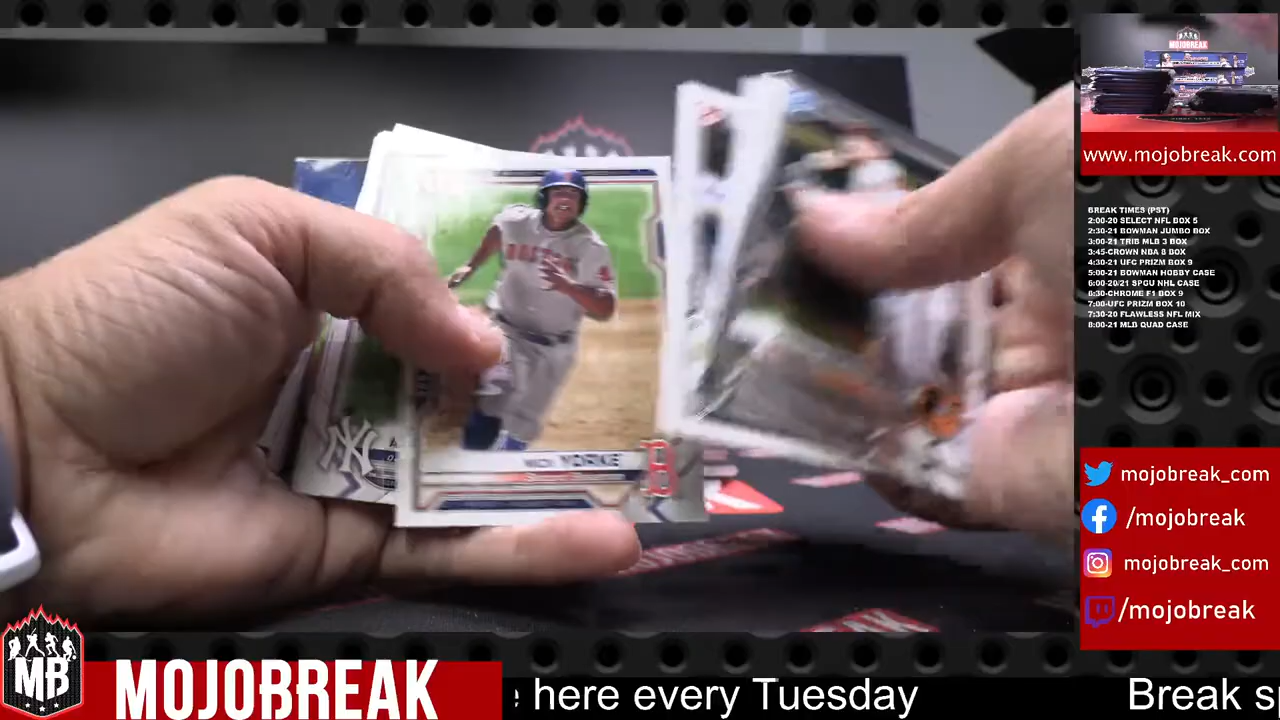 MOJOBREAK
www.mojobreak.com
BREAK TIMES (PST)
2:00-20 SELECT NFL BOX 5
2:30-21 BOWMAN JUMBO BOX
3:00-21 TRIB MLB 3 BOX
3:45-CROWN NBA 8 BOX
4:30-21 UFC PRIZM BOX 9
5:00-21 BOWMAN HOBBY CASE
6:00-20/21 SPGU NHL CASE
6:30-CHROME F1 BOX 9
7:00-UFC PRIZM BOX 10
7:30-20 FLAWLESS NFL MIX
8:00-21 MLB QUAD CASE
BOSTON
NICK YORKE
B
NY
mojobreak_com
/mojobreak
mojobreak_com
/mojobreak
MB
MOJOBREAK
here every Tuesday
Break